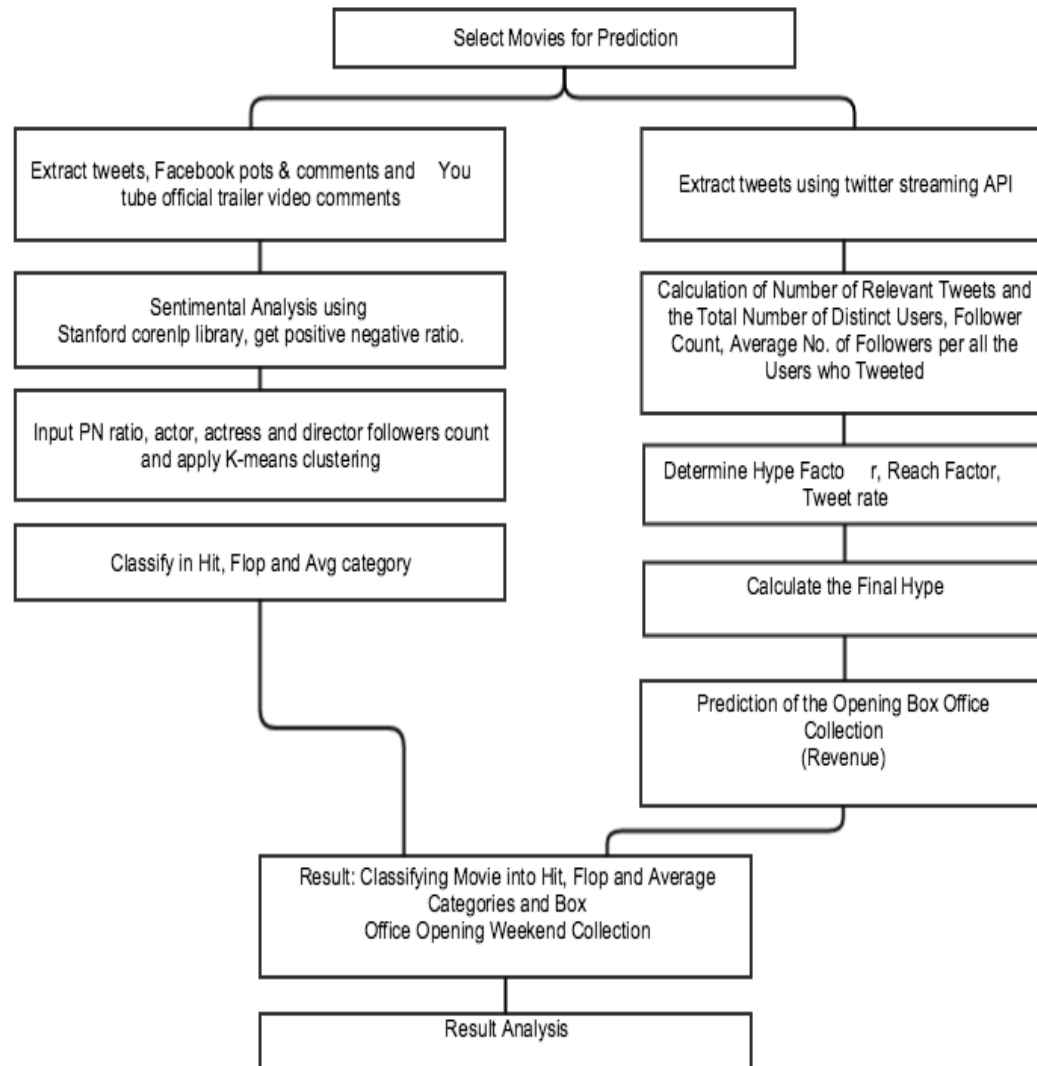 Select Movies for Prediction
Extract tweets, Facebook pots & comments and You
tube official trailer video comments
Sentimental Analysis using
Stanford corenlp library, get positive negative ratio.
Input PN ratio, actor, actress and director followers count
and apply K-means clustering
Classify in Hit, Flop and Avg category
Extract tweets using twitter streaming API
Calculation of Number of Relevant Tweets and
the Total Number of Distinct Users, Follower
Count, Average No. of Followers per all the
Users who Tweeted
Determine Hype Facto r, Reach Factor,
Tweet rate
Calculate the Final Hype
Prediction of the Opening Box Office
Collection
(Revenue)
Result: Classifying Movie into Hit, Flop and Average
Categories and Box
Office Opening Weekend Collection
Result Analysis